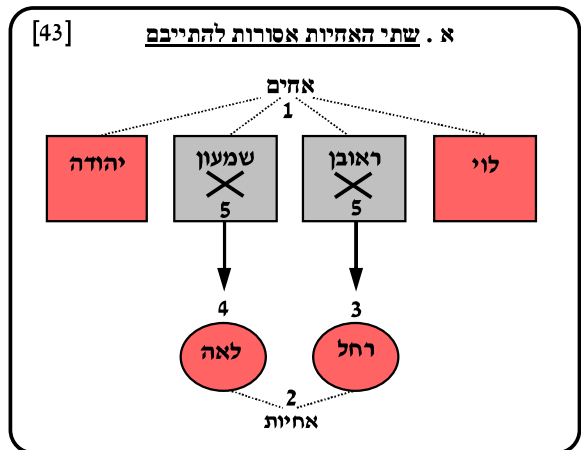 א . שתי האחיות אסורות להתייבם [43]
אחים
1
לוי ראובן שמעון יהודה
5 5
3 4
רחל לאה
2
אחיות